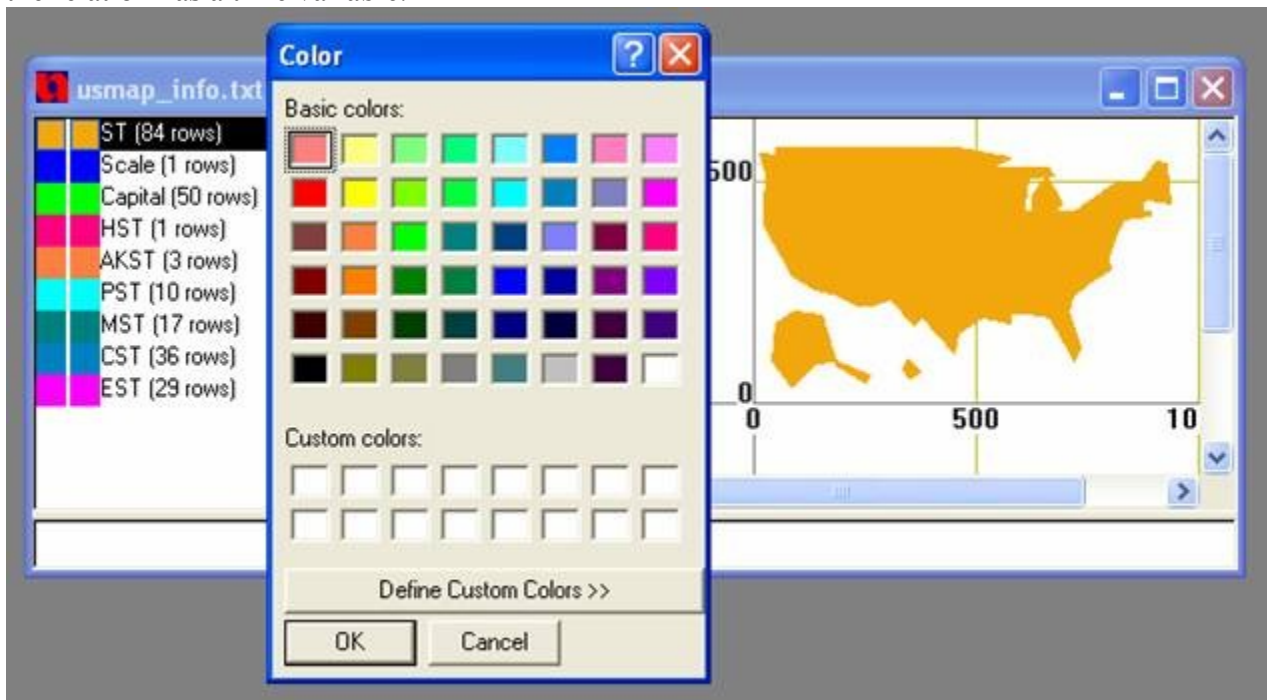 Color
usmap_info.txt
Basic colors:
ST (84 rows)
Scale (1 rows)
Capital (50 rows)
HST (1 rows)
AKST (3 rows)
PST (10 rows)
MST (17 rows)
CST (36 rows)
EST (29 rows)
500
0
0
500
10
Custom colors:
Define Custom Colors >>
OK
Cancel